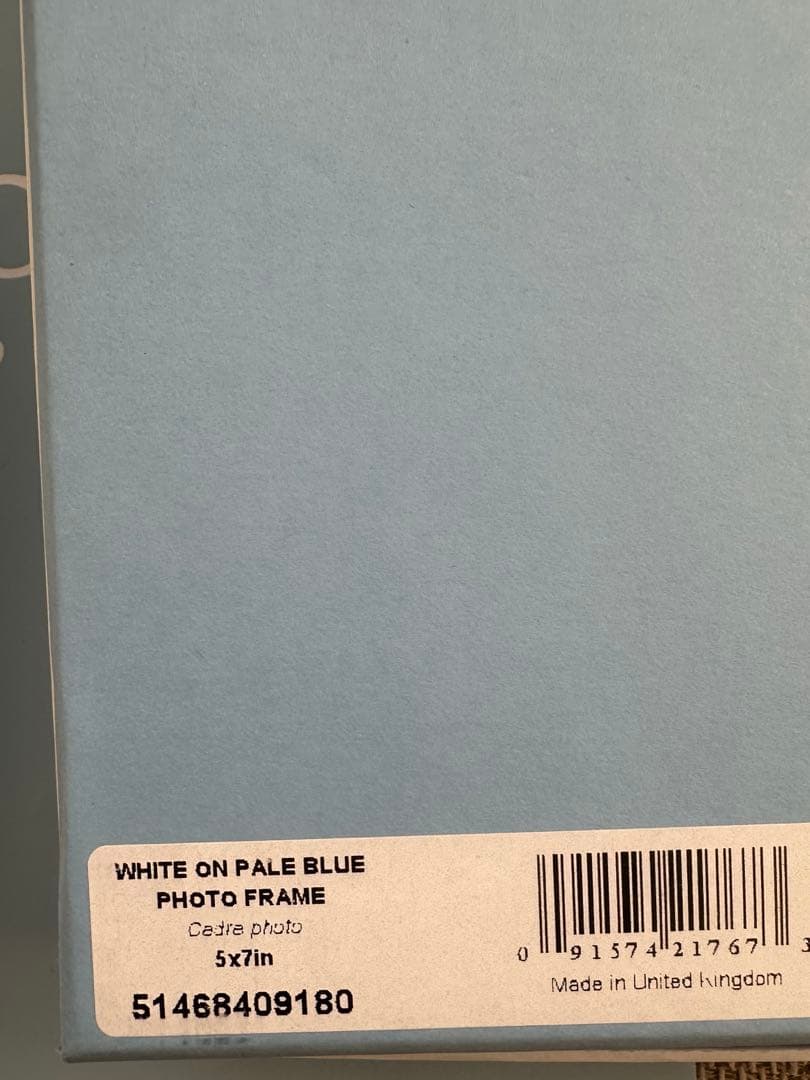 WHITE ON PALE BLUE
PHOTO FRAME
Cadre photo
5x7in
51468409180
0 91574 21767 3
Made in United Kingdom